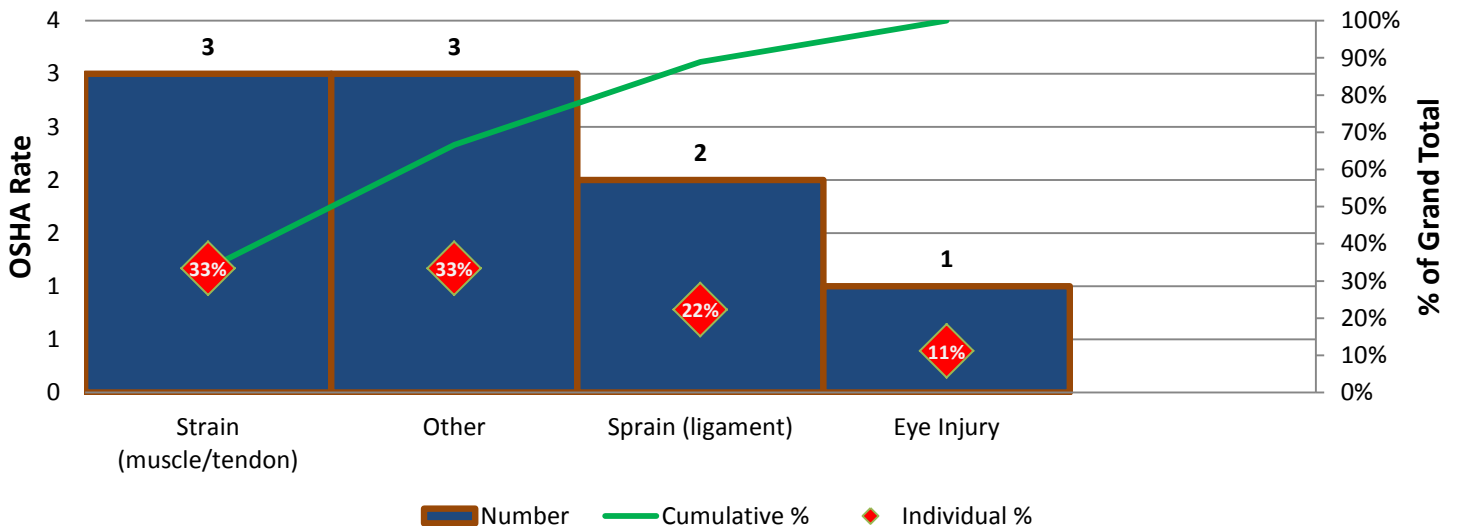 OSHA Rate
4
3
3
2
2
1
1
0
3
3
2
1
33%
33%
22%
11%
100%
90%
80%
70%
60%
50%
40%
30%
20%
10%
0%
% of Grand Total
Strain
(muscle/tendon)
Other
Sprain (ligament)
Eye Injury
Number
Cumulative %
Individual %